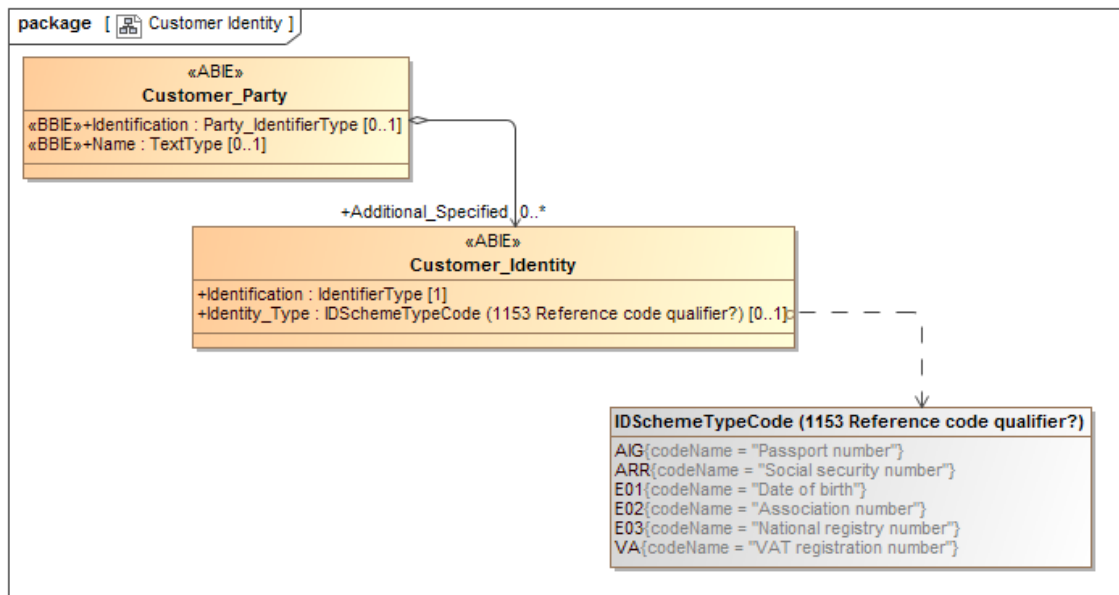 package [ Customer Identity ]
«ABIE»
Customer_Party
«BBIE»+Identification : Party_IdentifierType [0..1]
«BBIE»+Name : TextType [0..1]
+Additional_Specified 0..*
«ABIE»
Customer_Identity
+Identification : IdentifierType [1]
+Identity_Type : IDSchemeTypeCode (1153 Reference code qualifier?) [0..1]
IDSchemeTypeCode (1153 Reference code qualifier?)
AIG{codeName = "Passport number"}
ARR{codeName = "Social security number"}
E01{codeName = "Date of birth"}
E02{codeName = "Association number"}
E03{codeName = "National registry number"}
VA{codeName = "VAT registration number"}